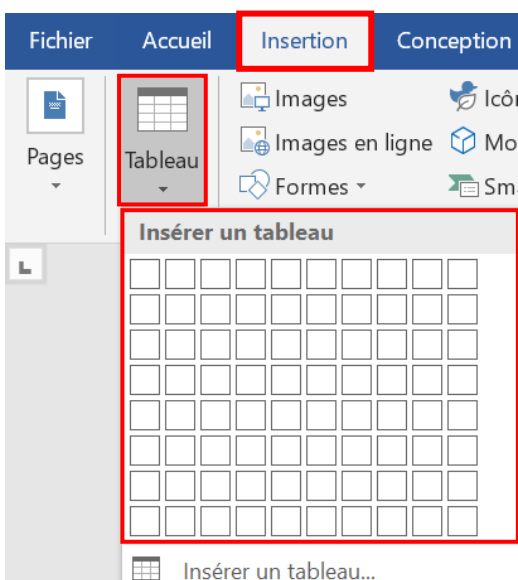 Fichier Accueil Insertion Conception
Images
Images en ligne
Pages Tableau
Formes
Insérer un tableau
Insérer un tableau...